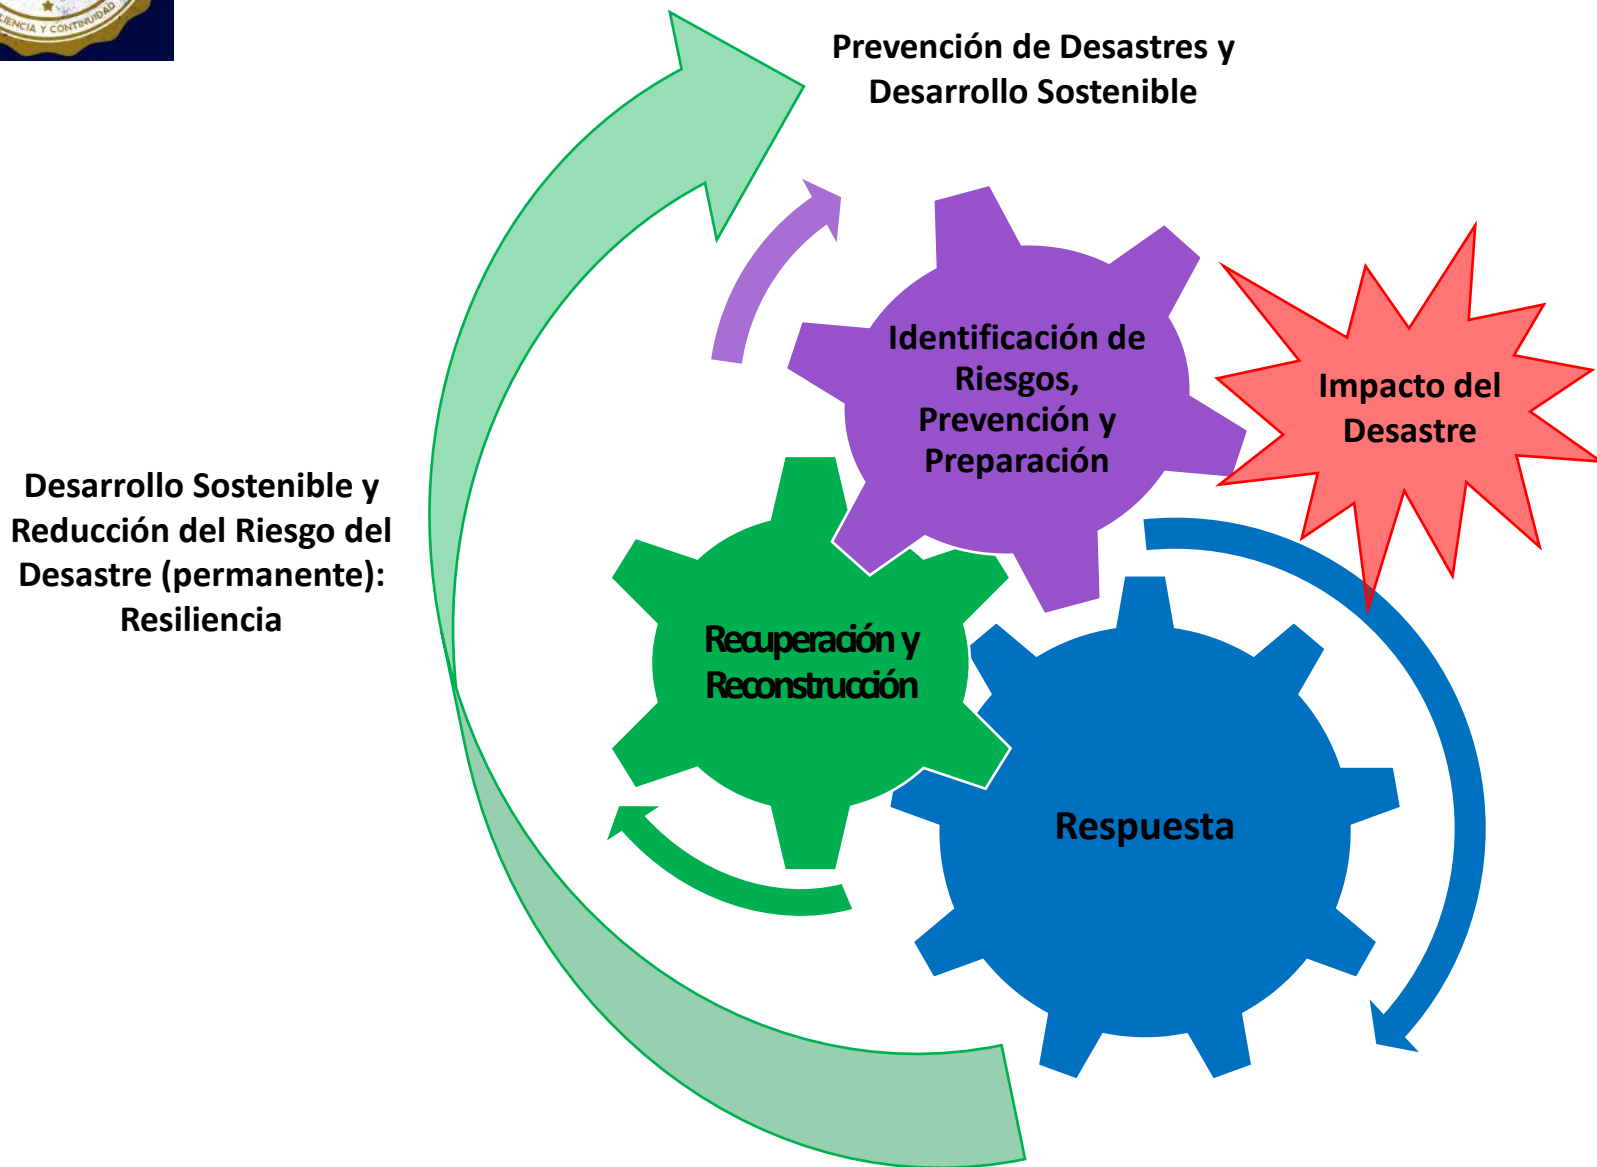 Y CONTINUIDAD
Prevención de Desastres y
Desarrollo Sostenible
Identificación de
Riesgos,
Prevención y
Preparación
Impacto del
Desastre
Desarrollo Sostenible y
Reducción del Riesgo del
Desastre (permanente):
Resiliencia
Recuperación y
Reconstrucción
Respuesta